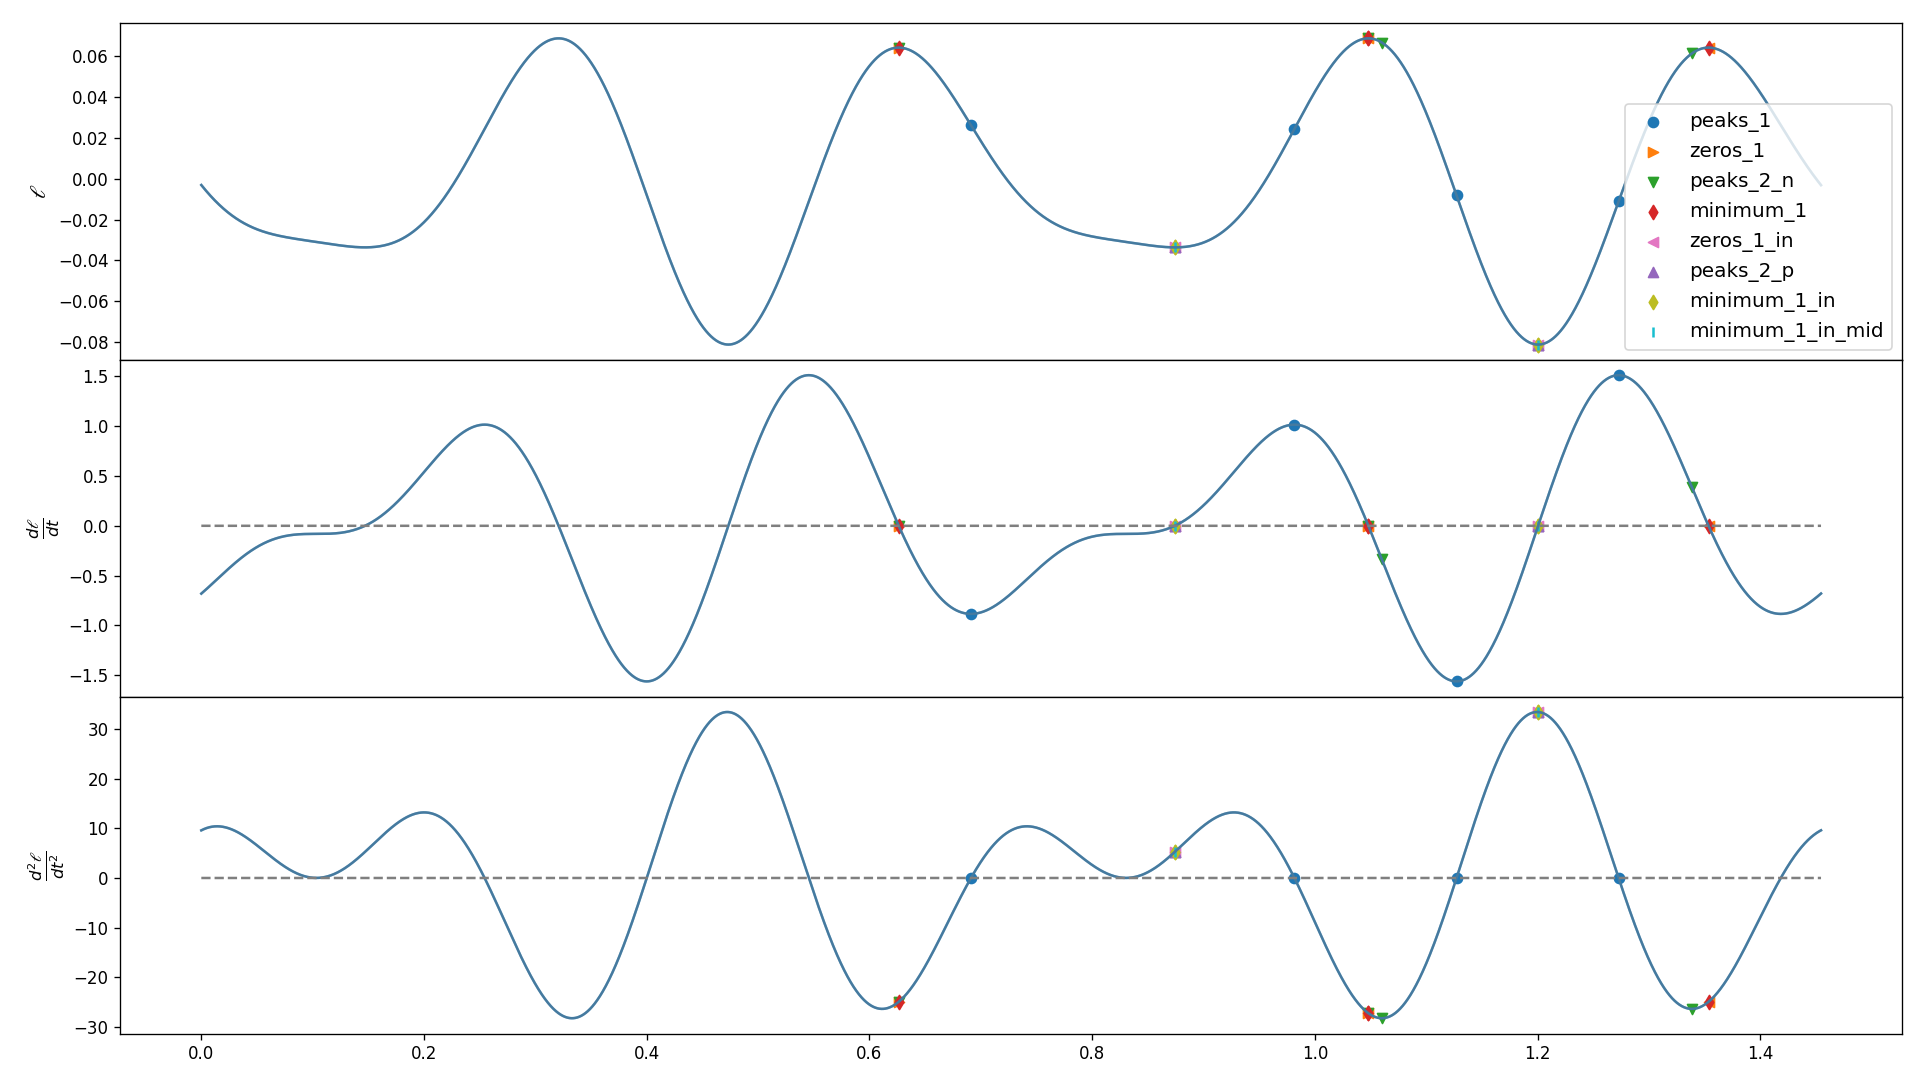 0.06
0.04
0.02
0.00
−0.02
−0.04
−0.06
−0.08
ℓ
peaks_1
zeros_1
peaks_2_n
minimum_1
zeros_1_in
peaks_2_p
minimum_1_in
minimum_1_in_mid
1.5
1.0
0.5
0.0
−0.5
−1.0
−1.5
dℓ
dt
30
20
10
0
−10
−20
−30
d²ℓ
dt²
0.0 0.2 0.4 0.6 0.8 1.0 1.2 1.4